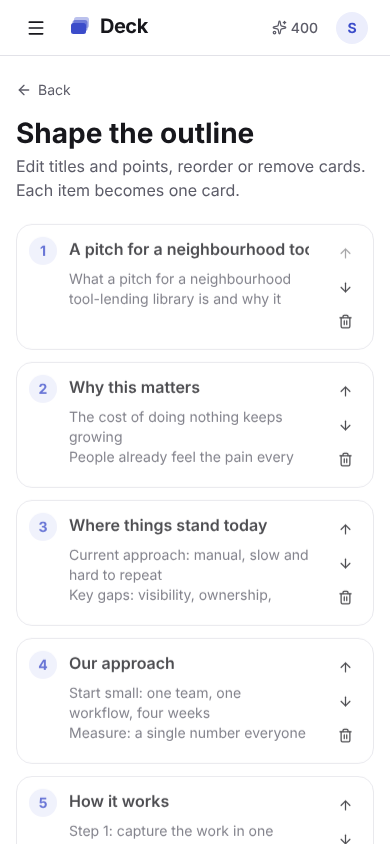 Deck
400
S
Back
Shape the outline
Edit titles and points, reorder or remove cards.
Each item becomes one card.
1
A pitch for a neighbourhood
What a pitch for a neighbourhood
tool-lending library is and why it
2
Why this matters
The cost of doing nothing keeps
growing
People already feel the pain every
3
Where things stand today
Current approach: manual, slow and
hard to repeat
Key gaps: visibility, ownership,
4
Our approach
Start small: one team, one
workflow, four weeks
Measure: a single number everyone
5
How it works
Step 1: capture the work in one